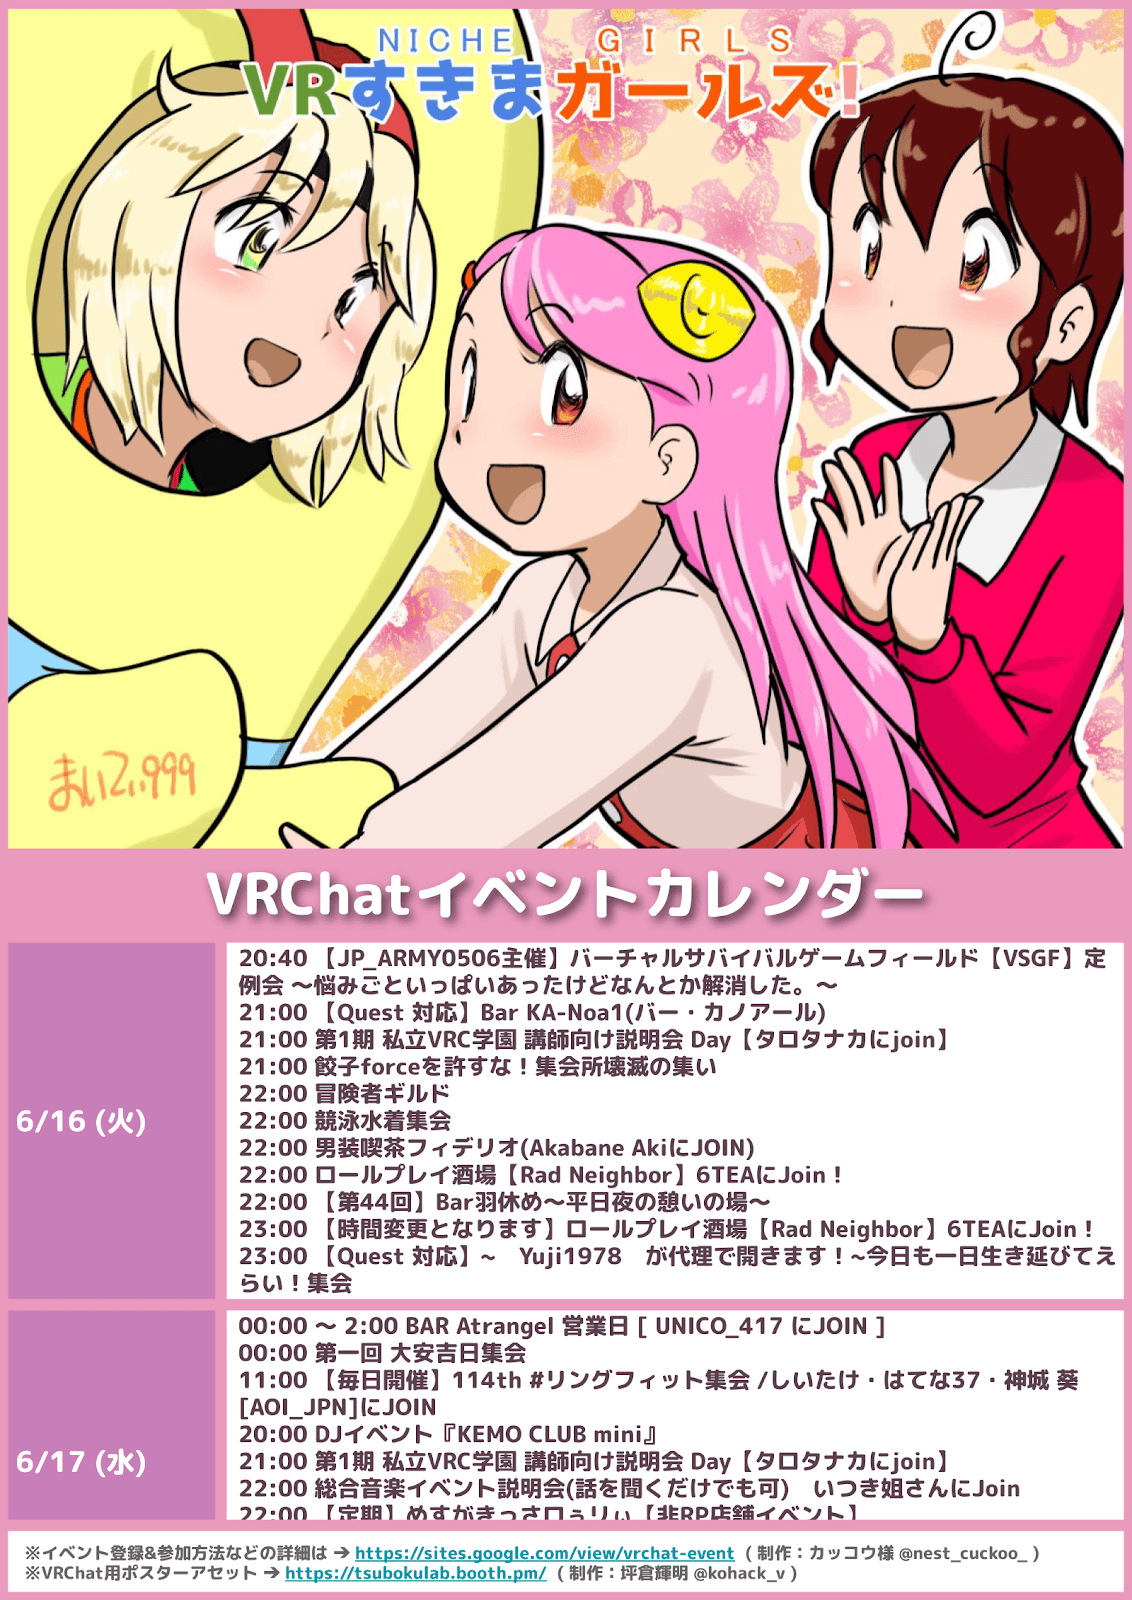 NICHE GIRLS
VRすきまガールズ!
まいてぃ999
VRChatイベントカレンダー
6/16 (火)
20:40 【JP_ARMY0506主催】バーチャルサバイバルゲームフィールド【VSGF】定
例会 ～悩みごといっぱいあったけどなんとか解消した。～
21:00 【Quest 対応】Bar KA-Noa1(バー・カノアール)
21:00 第1期 私立VRC学園 講師向け説明会 Day【タロタナカにjoin】
21:00 餃子forceを許すな！集会所壊滅の集い
22:00 冒険者ギルド
22:00 競泳水着集会
22:00 男装喫茶フィデリオ(Akabane AkiにJOIN)
22:00 ロールプレイ酒場【Rad Neighbor】6TEAにJoin！
22:00 【第44回】Bar羽休め～平日夜の憩いの場～
23:00 【時間変更となります】ロールプレイ酒場【Rad Neighbor】6TEAにJoin！
23:00 【Quest 対応】~　Yuji1978　が代理で開きます！~今日も一日生き延びてえ
らい！集会
6/17 (水)
00:00 ～ 2:00 BAR Atrangel 営業日 [ UNICO_417 にJOIN ]
00:00 第一回 大安吉日集会
11:00 【毎日開催】114th #リングフィット集会 /しいたけ・はてな37・神城 葵
[AOI_JPN]にJOIN
20:00 DJイベント『KEMO CLUB mini』
21:00 第1期 私立VRC学園 講師向け説明会 Day【タロタナカにjoin】
22:00 総合音楽イベント説明会(話を聞くだけでも可)　いつき姐さんにJoin
22:00 【定期】めすがきっさロぅリぃ【非RP店舗イベント】
※イベント登録&参加方法などの詳細は ➔ https://sites.google.com/view/vrchat-event ( 制作：カッコウ様 @nest_cuckoo_ )
※VRChat用ポスターアセット ➔ https://tsubokulab.booth.pm/ ( 制作：坪倉輝明 @kohack_v )